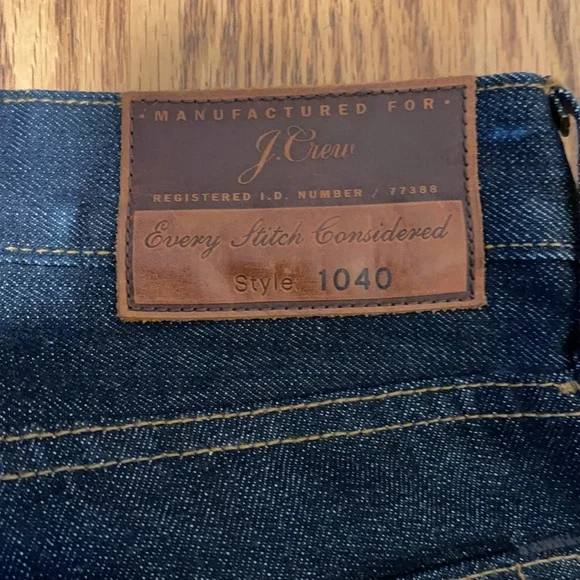 · MANUFACTURED FOR ·
J.Crew
REGISTERED I.D. NUMBER / 77388
Every Stitch Considered
Style 1040